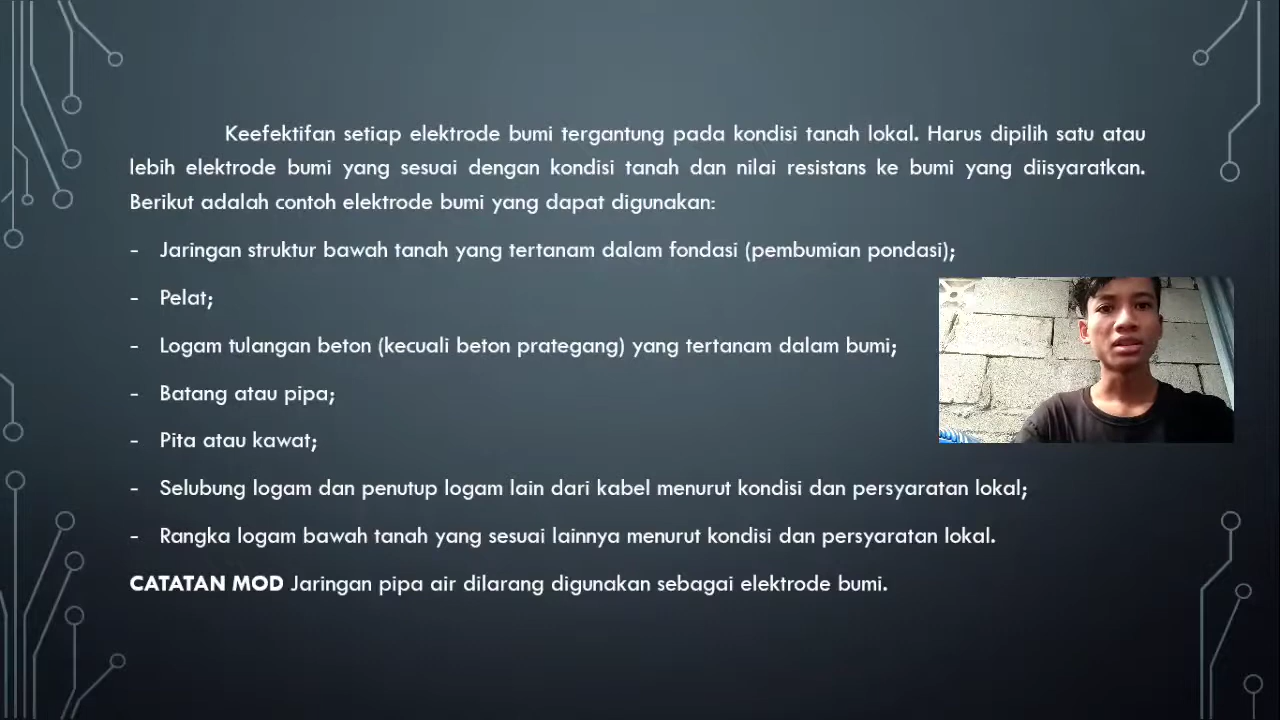 Keefektifan setiap elektrode bumi tergantung pada kondisi tanah lokal. Harus dipilih satu atau
lebih elektrode bumi yang sesuai dengan kondisi tanah dan nilai resistans ke bumi yang diisyaratkan.
Berikut adalah contoh elektrode bumi yang dapat digunakan:
- Jaringan struktur bawah tanah yang tertanam dalam fondasi (pembumian pondasi);
- Pelat;
- Logam tulangan beton (kecuali beton prategang) yang tertanam dalam bumi;
- Batang atau pipa;
- Pita atau kawat;
- Selubung logam dan penutup logam lain dari kabel menurut kondisi dan persyaratan lokal;
- Rangka logam bawah tanah yang sesuai lainnya menurut kondisi dan persyaratan lokal.
CATATAN MOD Jaringan pipa air dilarang digunakan sebagai elektrode bumi.